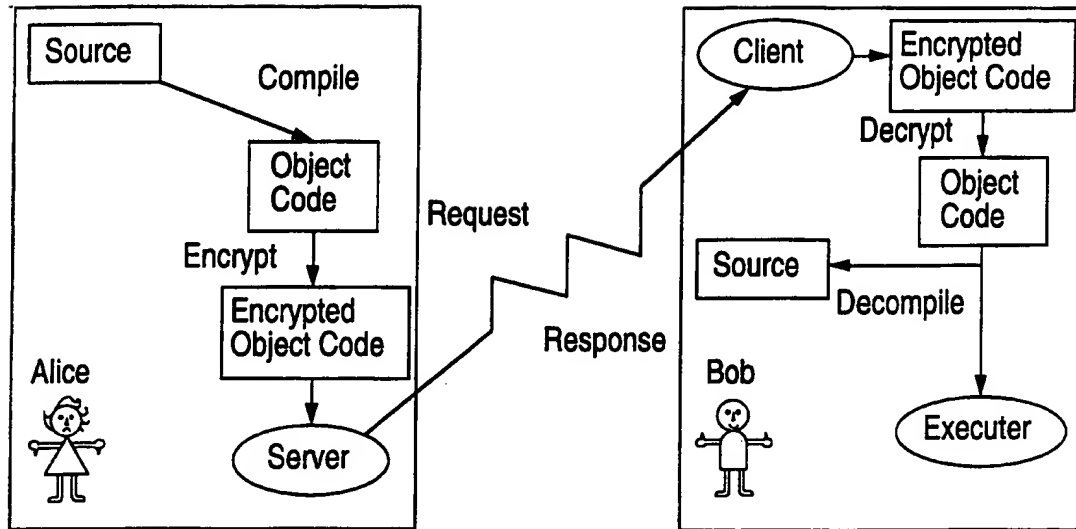 Source
Compile
Object
Code
Encrypt
Encrypted
Object Code
Alice
Server
Request
Response
Client
Encrypted
Object Code
Decrypt
Object
Code
Source
Decompile
Bob
Executer